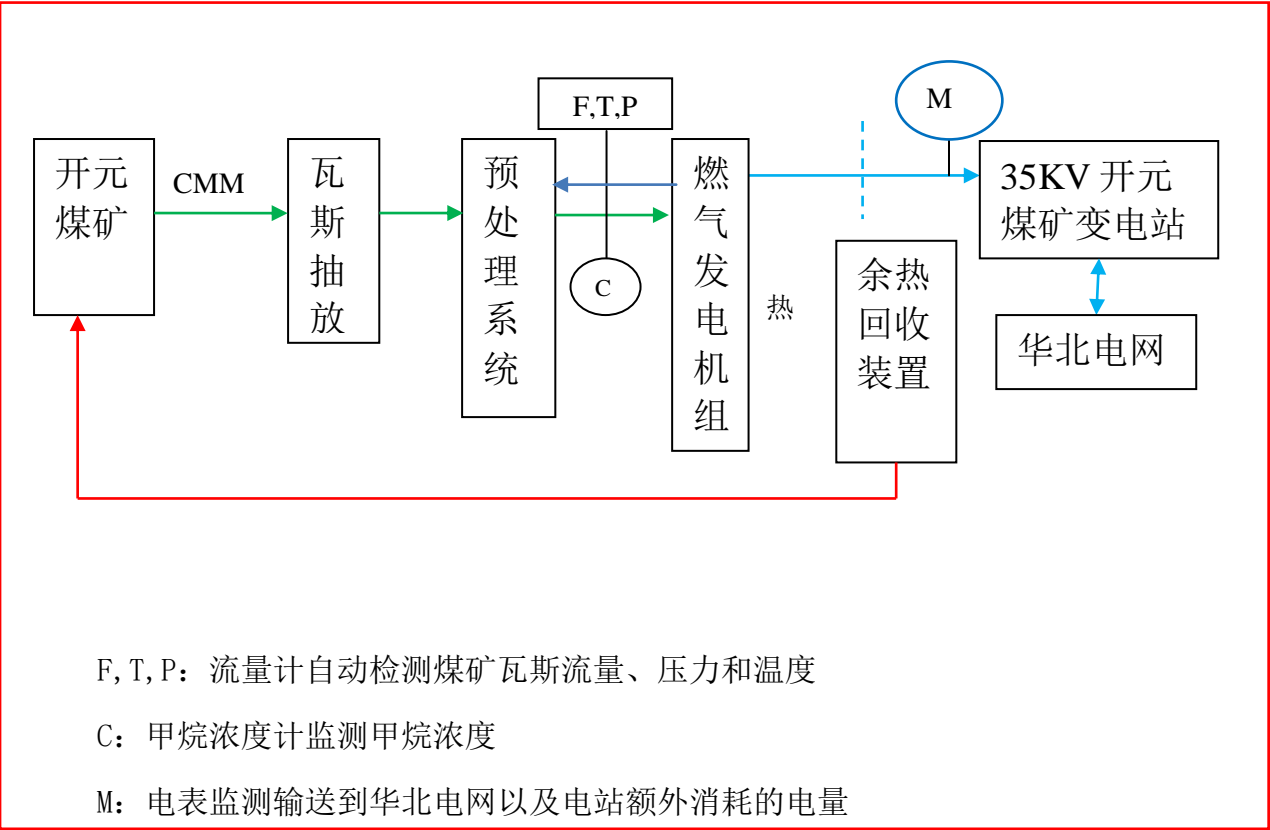 F,T,P
M
开元
煤矿
CMM
瓦
斯
抽
放
预
处
理
系
统
C
燃
气
发
电
机
组
热
余热
回收
装置
35KV 开元
煤矿变电站
华北电网
F,T,P：流量计自动检测煤矿瓦斯流量、压力和温度
C：甲烷浓度计监测甲烷浓度
M：电表监测输送到华北电网以及电站额外消耗的电量